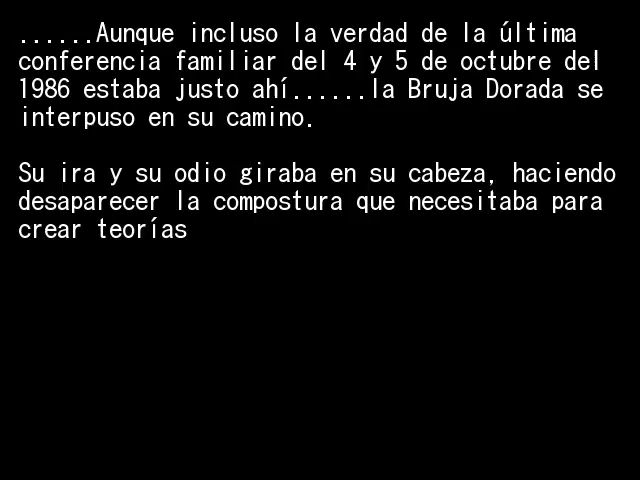 ......Aunque incluso la verdad de la última
conferencia familiar del 4 y 5 de octubre del
1986 estaba justo ahí......la Bruja Dorada se
interpuso en su camino.
Su ira y su odio giraba en su cabeza, haciendo
desaparecer la compostura que necesitaba para
crear teorías